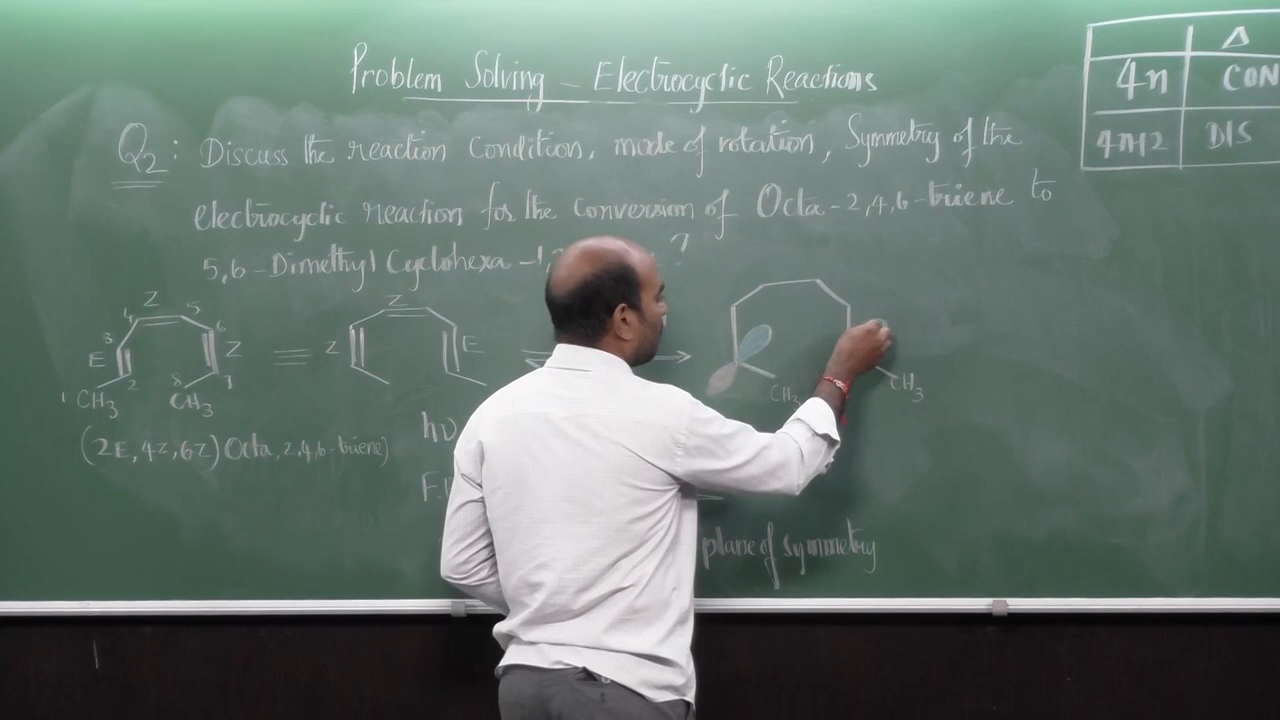 Problem Solving - Electrocyclic Reactions
Δ
4n CON
4n+2 DIS
Q2: Discuss the reaction condition, mode of rotation, Symmetry of the
electrocyclic reaction for the conversion of Octa-2,4,6-triene to
5,6-Dimethyl Cyclohexa-1, ?
Z
4 5
3 6
E Z
2 7
1 CH3 8 CH3
Z
Z E
CH3 CH3
(2E,4Z,6Z) Octa,2,4,6-triene)
hν
plane of symmetry